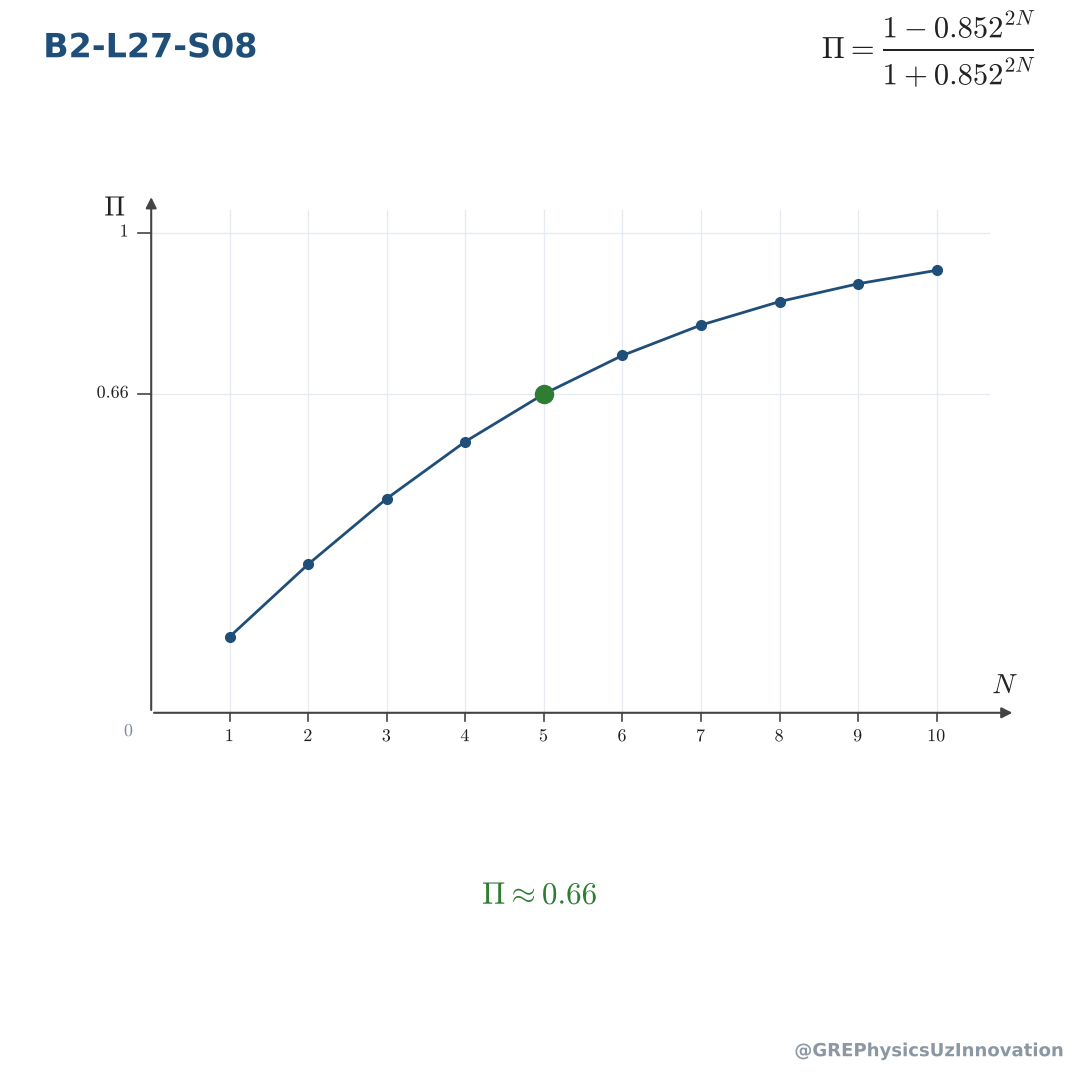 B2-L27-S08
Π = \frac{1 − 0.852^{2N}}{1 + 0.852^{2N}}
Π
1
0.66
N
0
1 2 3 4 5 6 7 8 9 10
Π ≈ 0.66
@GREPhysicsUzInnovation